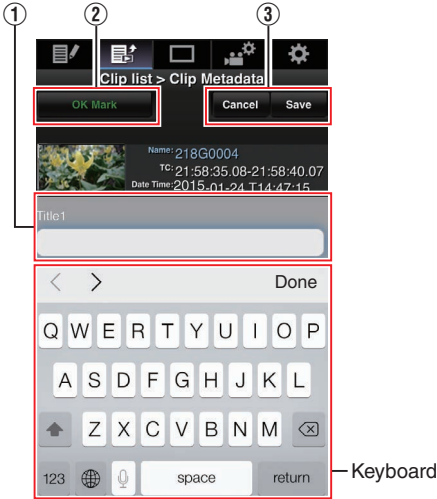 ① ② ③
Clip list > Clip Metadata
OK Mark Cancel Save
Name: 218G0004
TC: 21:58:35.08-21:58:40.07
Date Time: 2015-01-24 T14:47:15
Title1
Done
Q W E R T Y U I O P
A S D F G H J K L
Z X C V B N M
123 space return
Keyboard